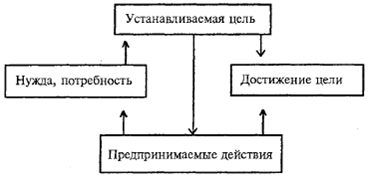 Устанавливаемая цель
Нужда, потребность
Достижение цели
Предпринимаемые действия